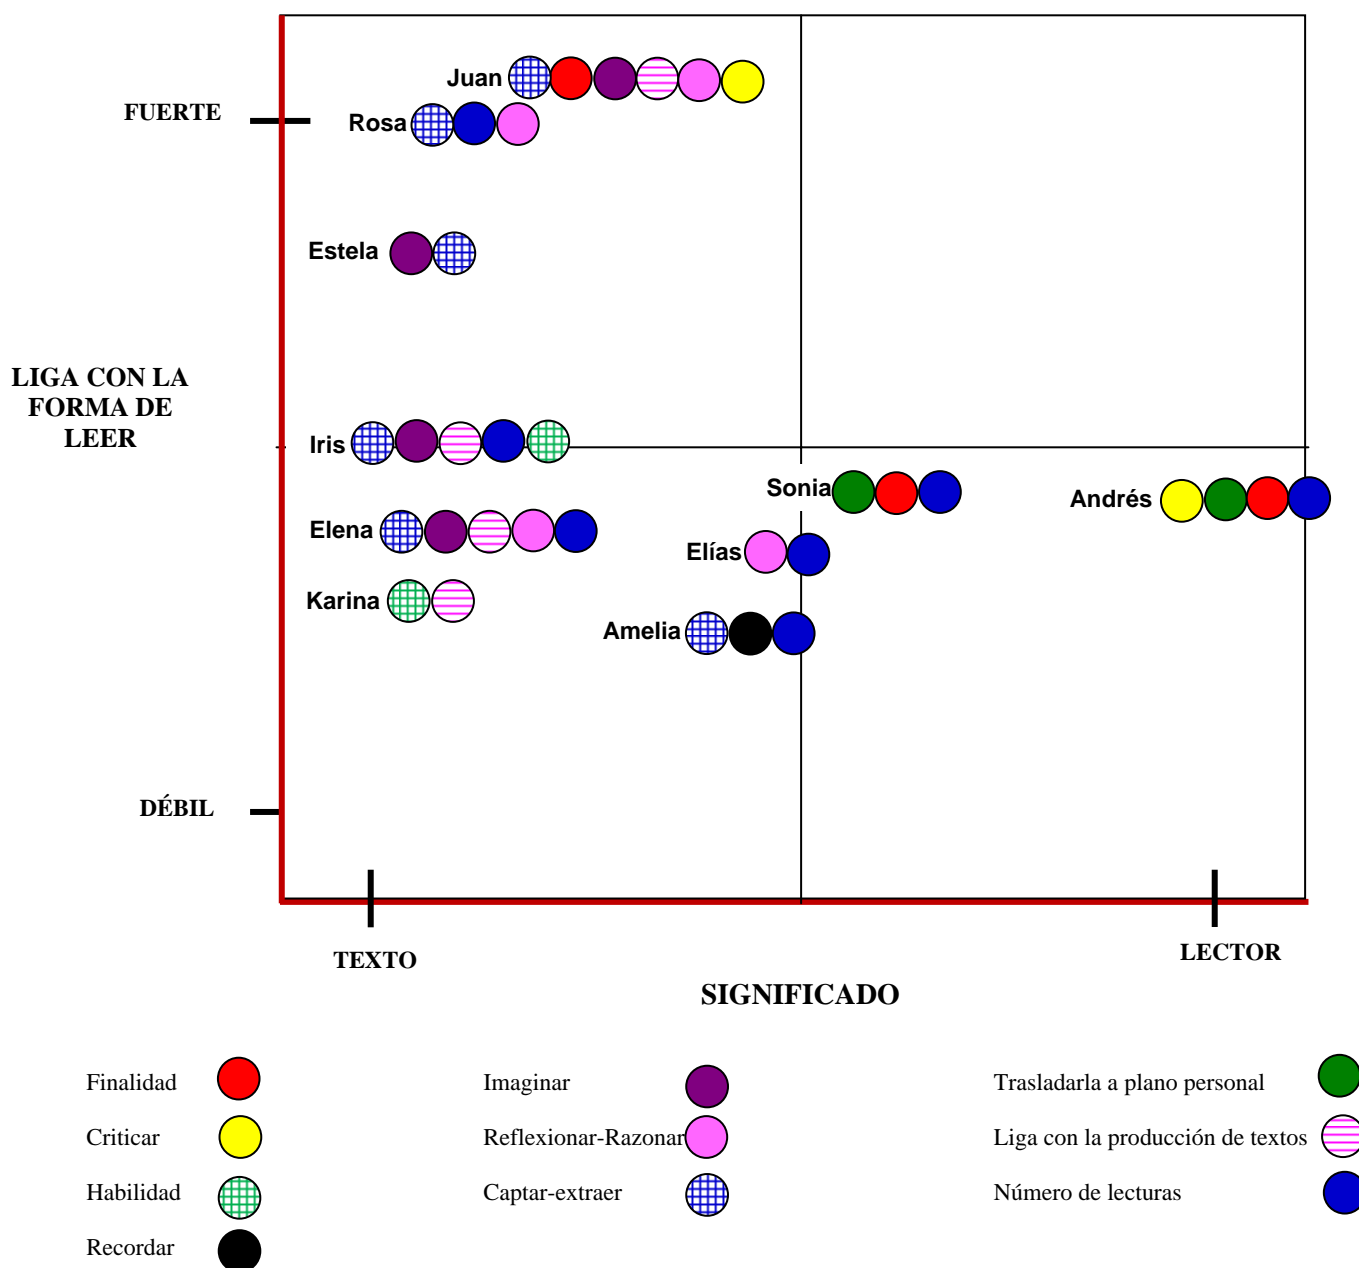 Juan
FUERTE
Rosa
Estela
LIGA CON LA
FORMA DE
LEER
Iris
Sonia
Andrés
Elena
Elías
Karina
Amelia
DÉBIL
TEXTO
LECTOR
SIGNIFICADO
Finalidad
Imaginar
Trasladarla a plano personal
Criticar
Reflexionar-Razonar
Liga con la producción de textos
Habilidad
Captar-extraer
Número de lecturas
Recordar